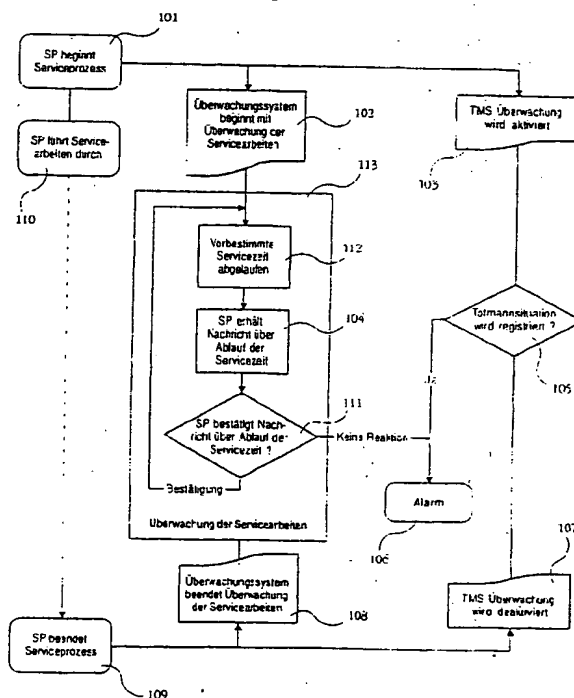 101
SP beginnt
Serviceprozess
Überwachungssystem
beginnt mit
Überwachung der
Servicearbeiten
102
TMS Überwachung
wird aktiviert
103
SP führt Service-
arbeiten durch
110
113
Vorbestimmte
Servicezeit
abgelaufen
112
SP erhält
Nachricht über
Ablauf der
Servicezeit
104
Totmannsituation
wird registriert ?
105
SP bestätigt Nach-
richt über Ablauf der
Servicezeit ?
111
Keine Reaktion
Ja
Bestätigung
Alarm
106
Überwachung der Servicearbeiten
Überwachungssystem
beendet Überwachung
der Servicearbeiten
108
107
TMS Überwachung
wird deaktiviert
SP beendet
Serviceprozess
109